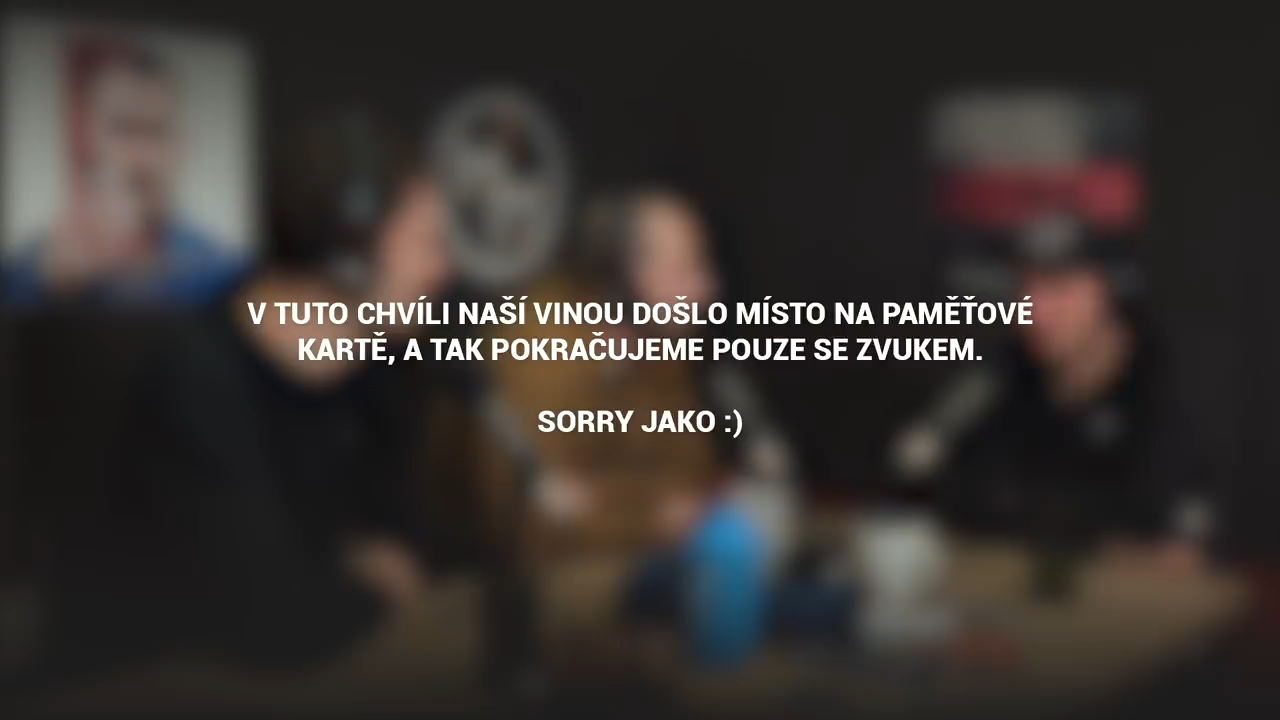 V TUTO CHVÍLI NAŠÍ VINOU DOŠLO MÍSTO NA PAMĚŤOVÉ
KARTĚ, A TAK POKRAČUJEME POUZE SE ZVUKEM.
SORRY JAKO :)